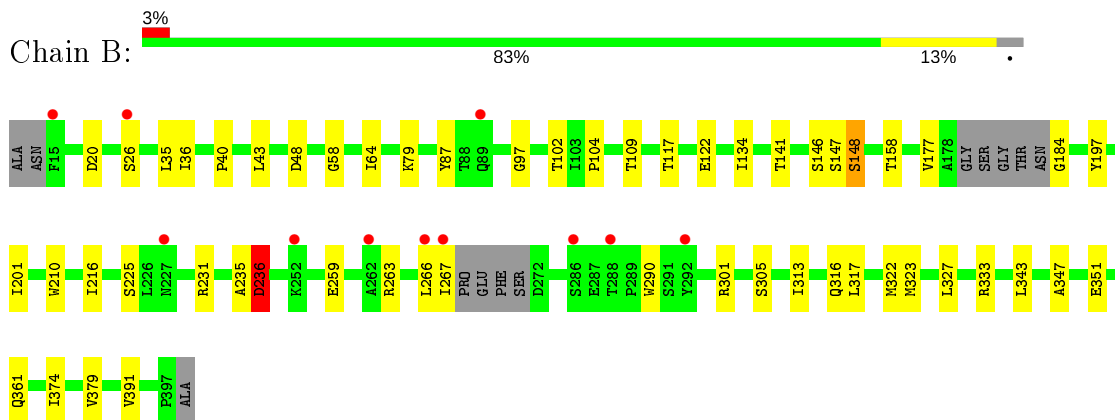 3%
Chain B:
83% 13% •
ALA ASN F15 D20 S26 L35 I36 P40 L43 D48 G58 I64 K79 Y87 T88 Q89 G97 T102 I103 P104 T109 T117 E122 I134 T141 S146 S147 S148 T158 V177 A178 GLY SER GLY THR ASN G184 Y197
I201 W210 I216 S225 L226 N227 R231 A235 D236 K252 E259 A262 R263 L266 I267 PRO GLU PHE SER D272 S286 E287 T288 P289 W290 S291 Y292 R301 S305 I313 Q316 L317 M322 M323 L327 R333 L343 A347 E351
Q361 I374 V379 V391 P397 ALA